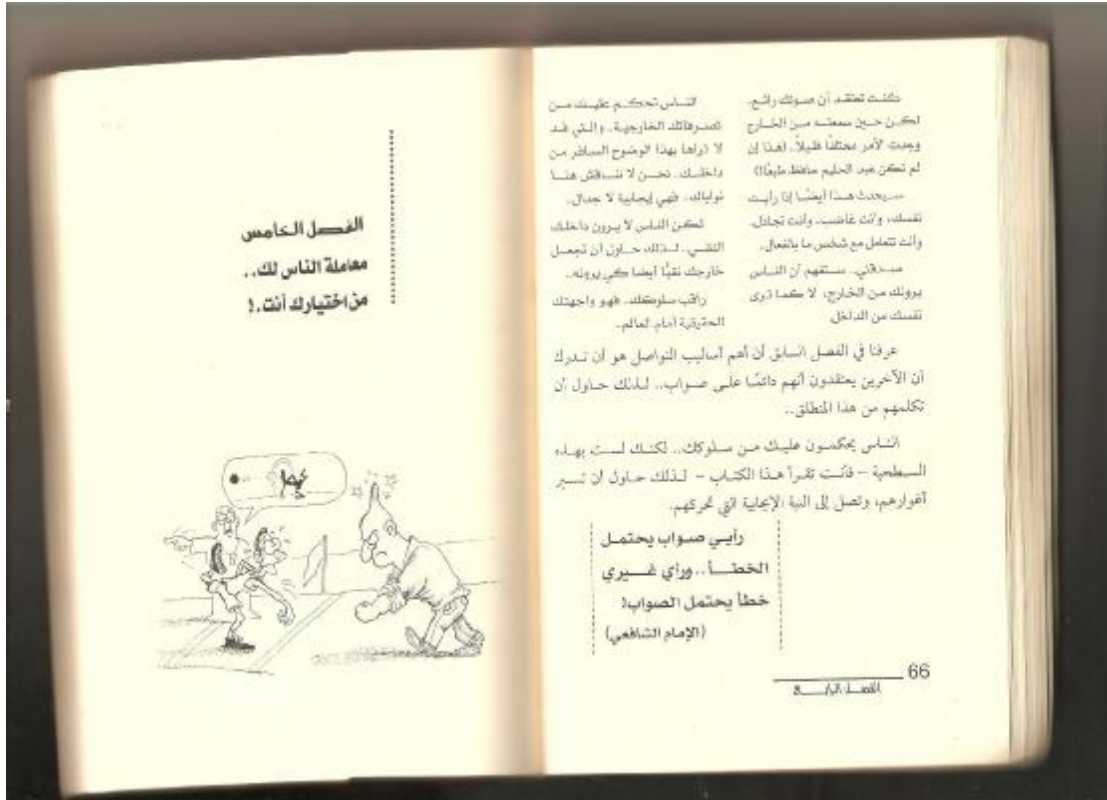 كنت تعتقد أن صوتك رائع.
لكن حين سمعته من الخارج
وجدت الأمر مختلفًا قليلاً. (هذا إن
لم تكن عبد الحليم حافظ طبعًا!)
سيحدث هذا أيضًا إذا رأيت
نفسك، وأنت غاضب، وأنت تجادل،
وأنت تتعامل مع شخص ما بانفعال.
صدقني.. ستفهم أن الناس
يرونك من الخارج، لا كما ترى
نفسك من الداخل.
الناس تحكم عليك من
تصرفاتك الخارجية.. والتي قد
لا تراها بهذا الوضوح السافر من
داخلك. نحن لا نناقش هنا
نواياك.. فهي إيجابية لا جدال..
لكن الناس لا يرون داخلك
النقي.. لذلك حاول أن تجعل
خارجك نقيًّا أيضا كي يروه..
راقب سلوكك.. فهو واجهتك
الحقيقية أمام العالم..
عرفنا في الفصل السابق أن أهم أساليب التواصل هو أن تدرك
أن الآخرين يعتقدون أنهم دائمًا على صواب.. لذلك حاول أن
تكلمهم من هذا المنطلق..
الناس يحكمون عليك من سلوكك.. لكنك لست بهذه
السطحية – فأنت تقرأ هذا الكتاب – لذلك حاول أن تسبر
أغوارهم، وتصل إلى النية الإيجابية التي تحركهم.
رأيي صواب يحتمل
الخطأ.. ورأي غيري
خطأ يحتمل الصواب!
(الإمام الشافعي)
66
الفصل الرابع
الفصل الخامس
معاملة الناس لك..
من اختيارك أنت.!